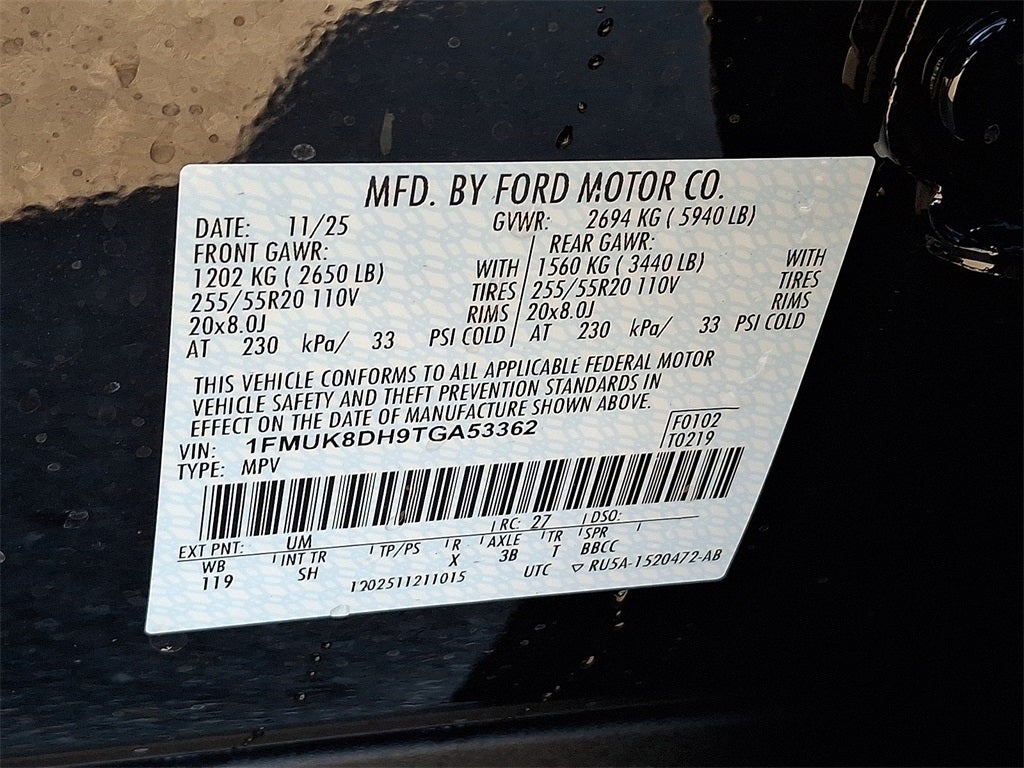 MFD. BY FORD MOTOR CO.
DATE: 11/25 GVWR: 2694 KG ( 5940 LB)
FRONT GAWR: REAR GAWR:
1202 KG ( 2650 LB) WITH 1560 KG ( 3440 LB) WITH
255/55R20 110V TIRES 255/55R20 110V TIRES
20x8.0J RIMS 20x8.0J RIMS
AT 230 kPa/ 33 PSI COLD AT 230 kPa/ 33 PSI COLD
THIS VEHICLE CONFORMS TO ALL APPLICABLE FEDERAL MOTOR
VEHICLE SAFETY AND THEFT PREVENTION STANDARDS IN
EFFECT ON THE DATE OF MANUFACTURE SHOWN ABOVE.
VIN: 1FMUK8DH9TGA53362 F0102
TYPE: MPV T0219
EXT PNT: UM RC: 27 DSO:
WB INT TR TP/PS R AXLE TR SPR
119 SH X 3B T BBCC
1202511211015 UTC ▽ RU5A-1520472-AB